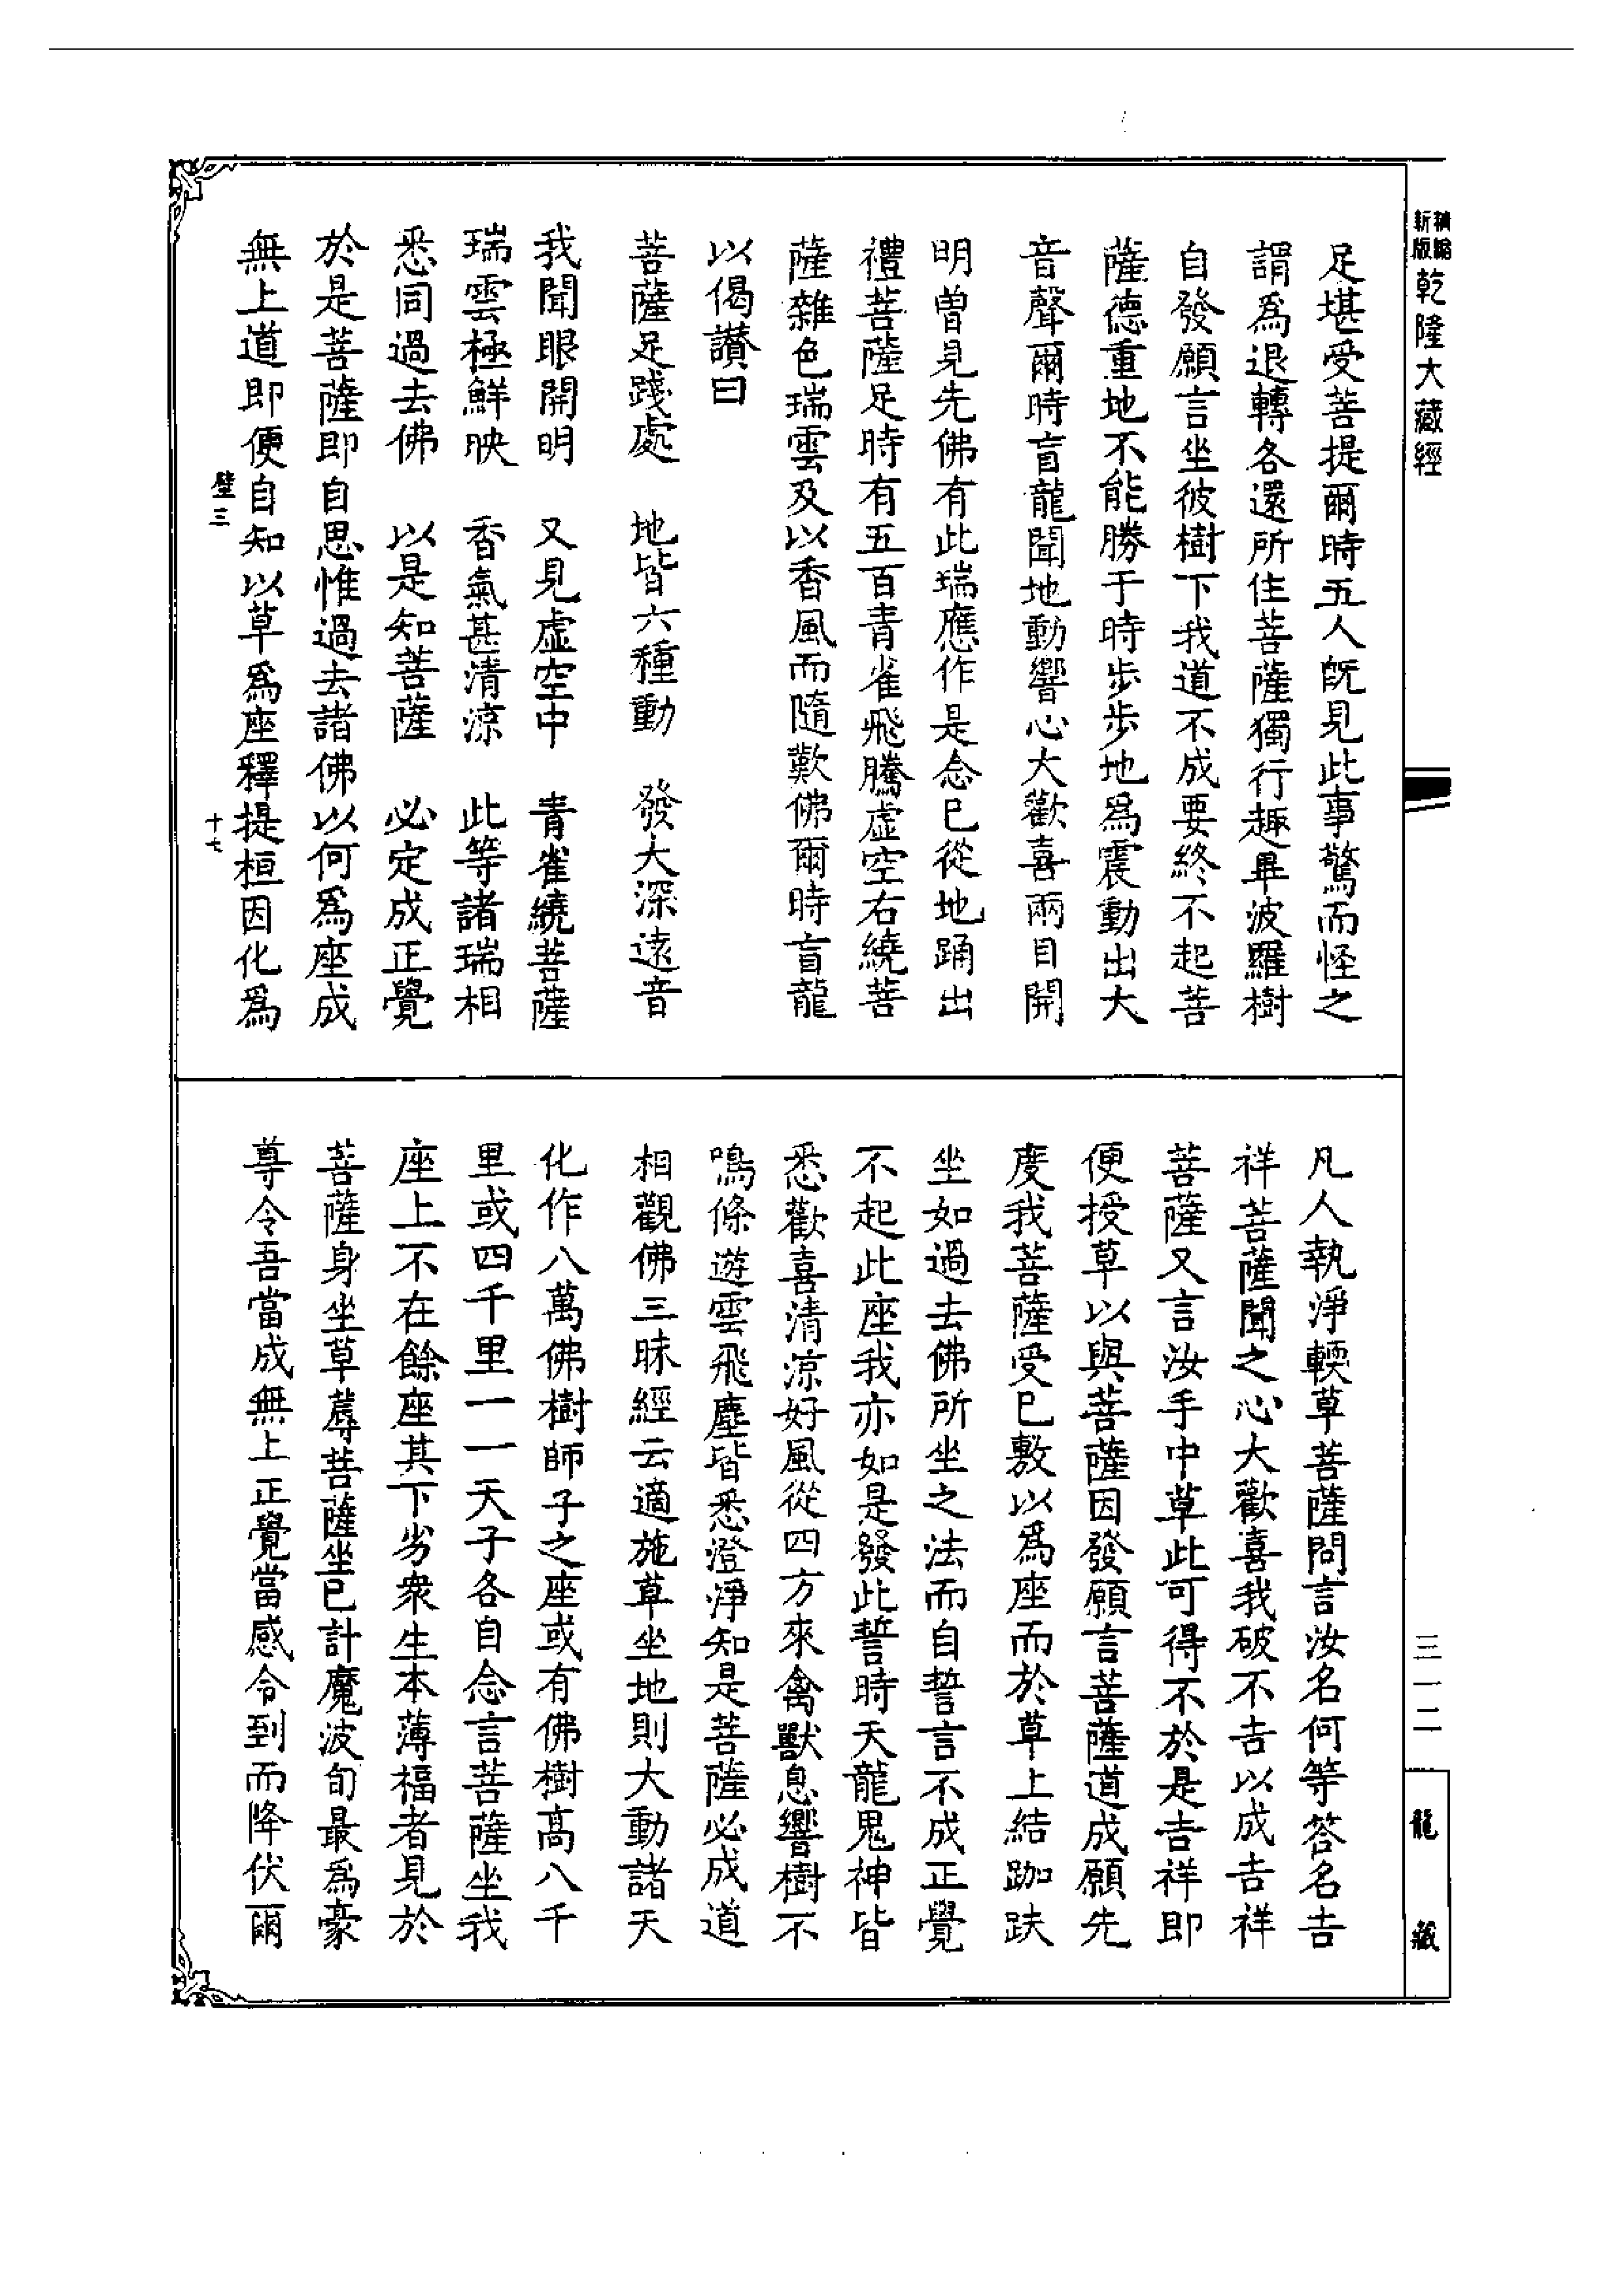 精縮
新版
乾隆大藏經
足堪受菩提爾時五人旣見此事驚而怪之
謂爲退轉各還所住菩薩獨行趣畢波羅樹
自發願言坐彼樹下我道不成要終不起菩
薩德重地不能勝于時步步地爲震動出大
音聲爾時盲龍聞地動響心大歡喜兩目開
明曾見先佛有此瑞應作是念已從地踊出
禮菩薩足時有五百青雀飛騰虛空右繞菩
薩雜色瑞雲及以香風而隨歎佛爾時盲龍
以偈讚曰
菩薩足踐處　地皆六種動　發大深遠音
我聞眼開明　又見虛空中　青雀繞菩薩
瑞雲極鮮映　香氣甚清涼　此等諸瑞相
悉同過去佛　以是知菩薩　必定成正覺
於是菩薩即自思惟過去諸佛以何爲座成
無上道即便自知以草爲座釋提桓因化爲
壁三　十七
凡人執淨輭草菩薩問言汝名何等答名吉
祥菩薩聞之心大歡喜我破不吉以成吉祥
菩薩又言汝手中草此可得不於是吉祥即
便授草以與菩薩因發願言菩薩道成願先
度我菩薩受已敷以爲座而於草上結跏趺
坐如過去佛所坐之法而自誓言不成正覺
不起此座我亦如是發此誓時天龍鬼神皆
悉歡喜清涼好風從四方來禽獸息響樹不
鳴條遊雲飛塵皆悉澄淨知是菩薩必成道
相觀佛三昧經云適施草坐地則大動諸天
化作八萬佛樹師子之座或有佛樹高八千
里或四千里一一天子各自念言菩薩坐我
座上不在餘座其下劣衆生本薄福者見於
菩薩身坐草蓐菩薩坐已計魔波旬最爲豪
尊令吾當成無上正覺當感令到而降伏爾
三一二
龍藏